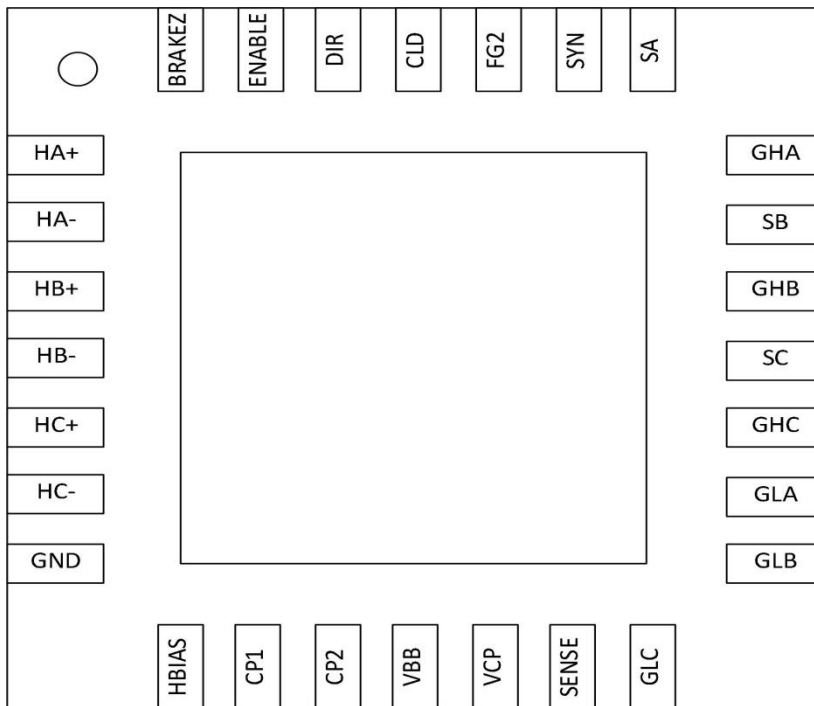 BRAKEZ
ENABLE
DIR
CLD
FG2
SYN
SA
HA+
HA-
HB+
HB-
HC+
HC-
GND
GHA
SB
GHB
SC
GHC
GLA
GLB
HBIAS
CP1
CP2
VBB
VCP
SENSE
GLC